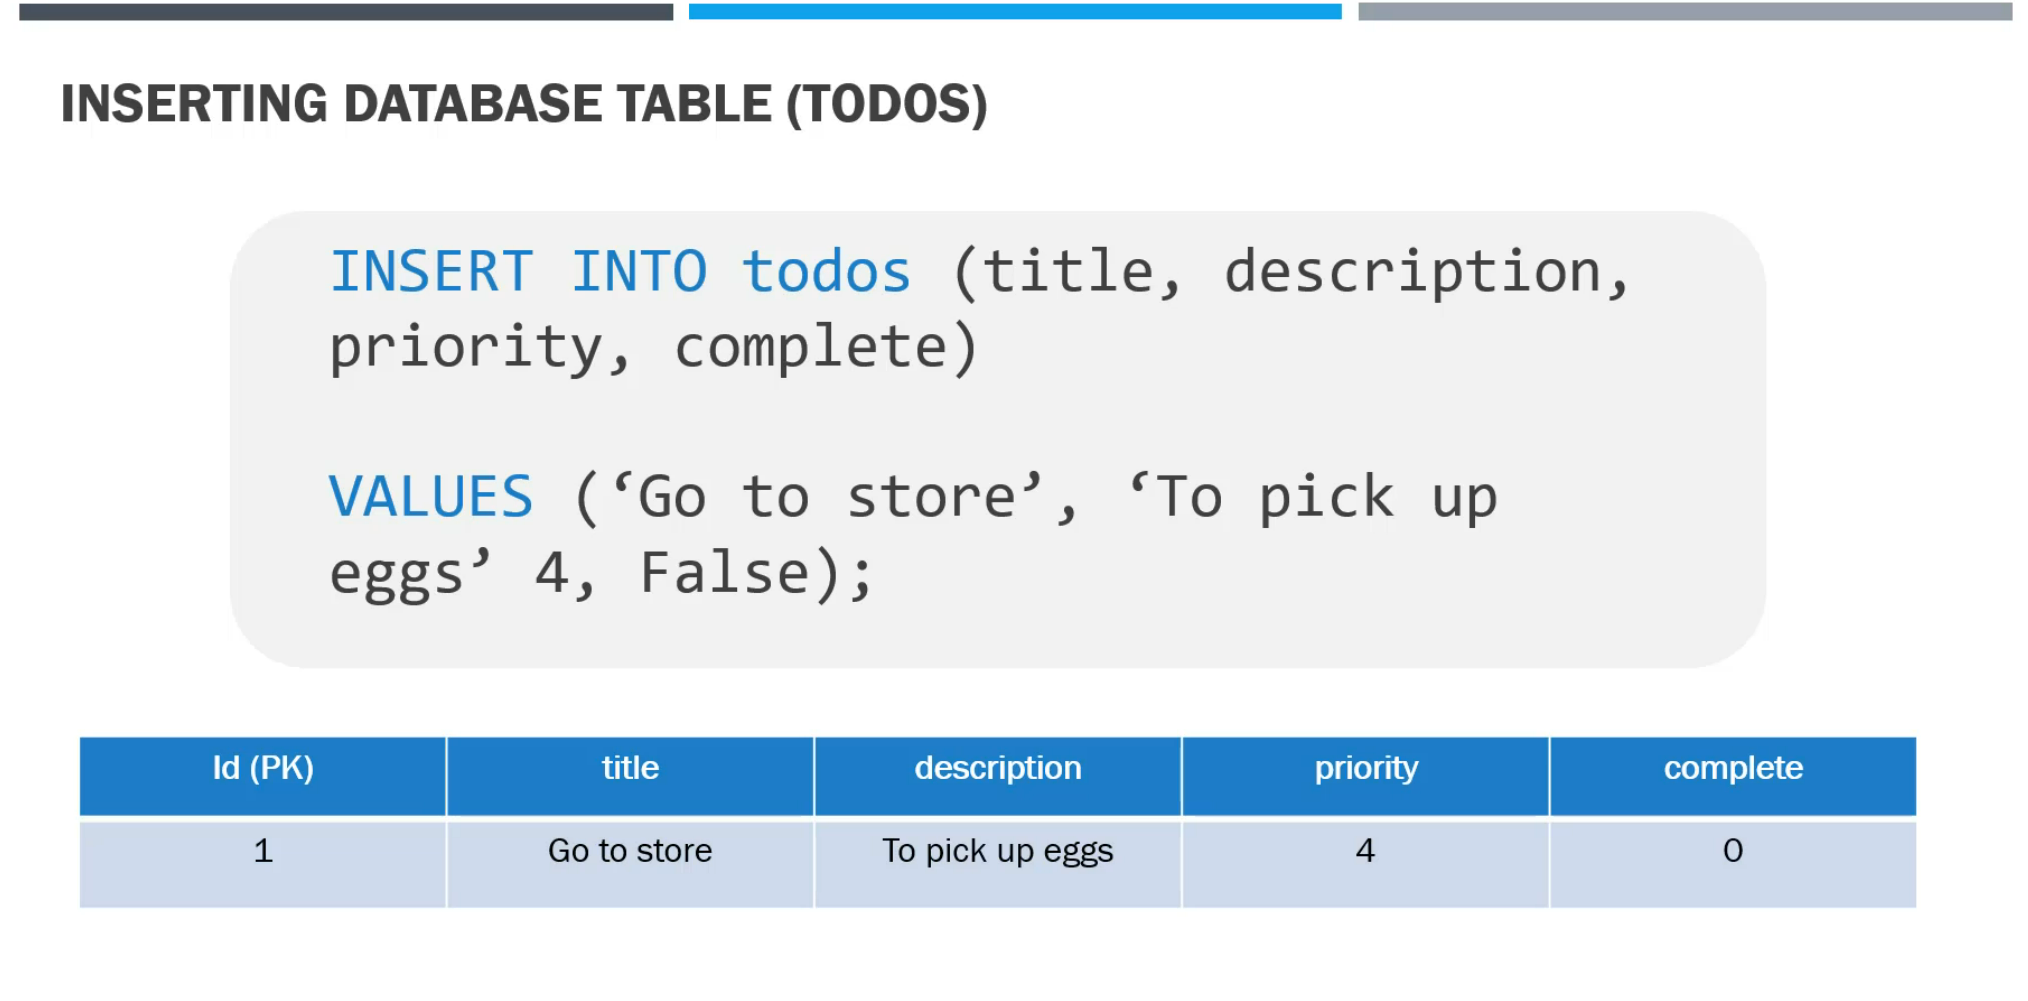 INSERTING DATABASE TABLE (TODOS)
INSERT INTO todos (title, description,
priority, complete)
VALUES (‘Go to store’, ‘To pick up
eggs’ 4, False);
Id (PK) title description priority complete
1 Go to store To pick up eggs 4 0